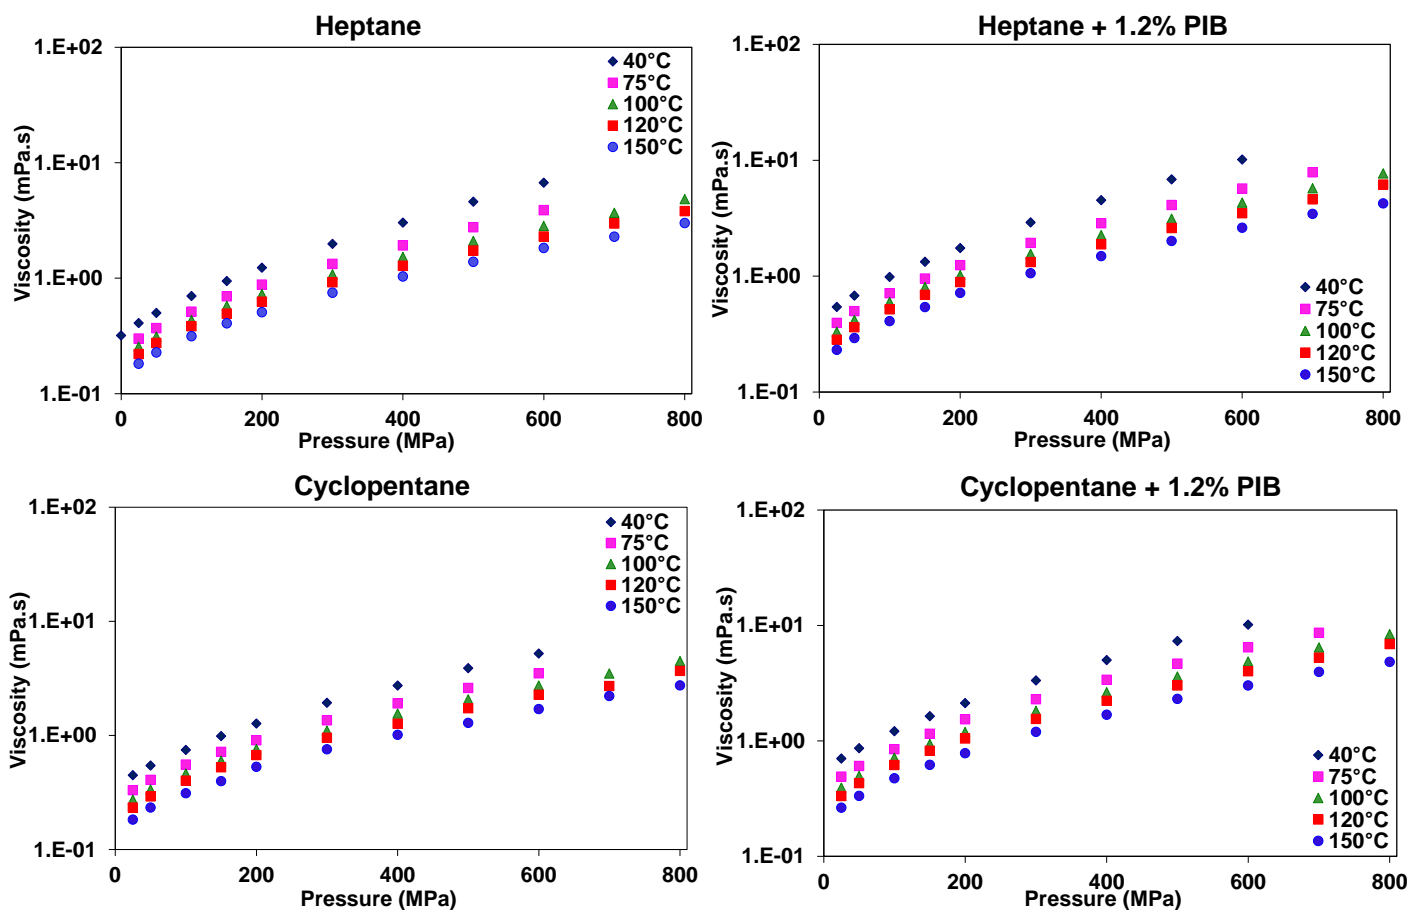 Heptane
1.E+02
1.E+01
1.E+00
1.E-01
Viscosity (mPa.s)
40°C
75°C
100°C
120°C
150°C
0 200 400 600 800
Pressure (MPa)
Heptane + 1.2% PIB
1.E+02
1.E+01
1.E+00
1.E-01
Viscosity (mPa.s)
40°C
75°C
100°C
120°C
150°C
0 200 400 600 800
Pressure (MPa)
Cyclopentane
1.E+02
1.E+01
1.E+00
1.E-01
Viscosity (mPa.s)
40°C
75°C
100°C
120°C
150°C
0 200 400 600 800
Pressure (MPa)
Cyclopentane + 1.2% PIB
1.E+02
1.E+01
1.E+00
1.E-01
Viscosity (mPa.s)
40°C
75°C
100°C
120°C
150°C
0 200 400 600 800
Pressure (MPa)